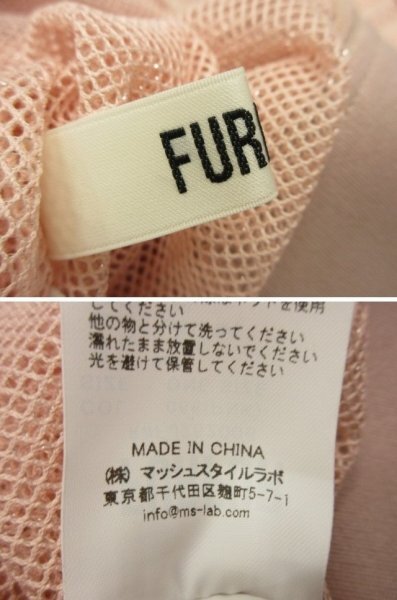 FUR
してください
他の物と分けて洗ってください
濡れたまま放置しないでください
光を避けて保管してください
MADE IN CHINA
(株) マッシュスタイルラボ
東京都千代田区麹町5-7-1
info@ms-lab.com